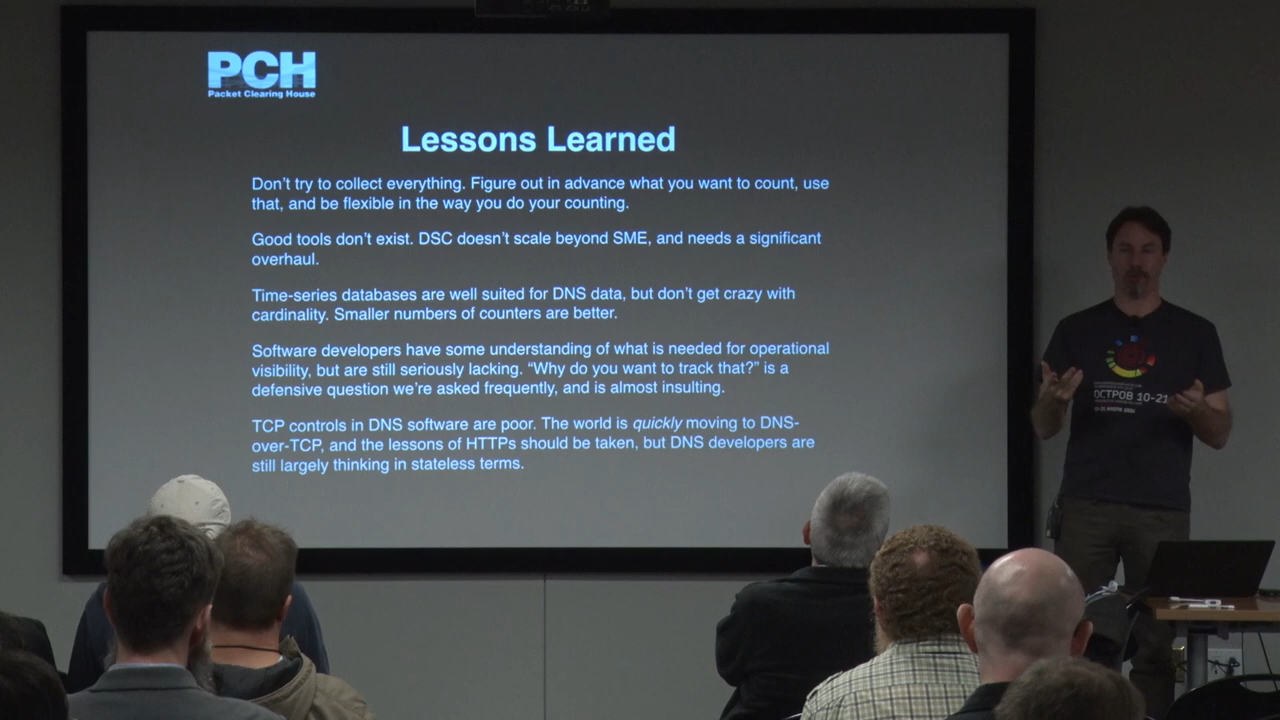 PCH
Packet Clearing House
Lessons Learned
Don't try to collect everything. Figure out in advance what you want to count, use
that, and be flexible in the way you do your counting.
Good tools don't exist. DSC doesn't scale beyond SME, and needs a significant
overhaul.
Time-series databases are well suited for DNS data, but don't get crazy with
cardinality. Smaller numbers of counters are better.
Software developers have some understanding of what is needed for operational
visibility, but are still seriously lacking. “Why do you want to track that?” is a
defensive question we're asked frequently, and is almost insulting.
TCP controls in DNS software are poor. The world is quickly moving to DNS-
over-TCP, and the lessons of HTTPs should be taken, but DNS developers are
still largely thinking in stateless terms.
ОСТРОВ 10-21